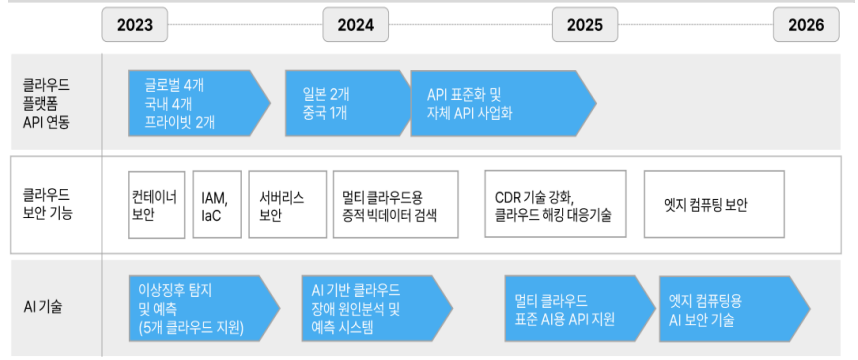 2023
2024
2025
2026
클라우드
플랫폼
API 연동
글로벌 4개
국내 4개
프라이빗 2개
일본 2개
중국 1개
API 표준화 및
자체 API 사업화
클라우드
보안 기능
컨테이너
보안
IAM,
IaC
서버리스
보안
멀티 클라우드용
증적 빅데이터 검색
CDR 기술 강화,
클라우드 해킹 대응기술
엣지 컴퓨팅 보안
AI 기술
이상징후 탐지
및 예측
(5개 클라우드 지원)
AI 기반 클라우드
장애 원인분석 및
예측 시스템
멀티 클라우드
표준 AI용 API 지원
엣지 컴퓨팅용
AI 보안 기술